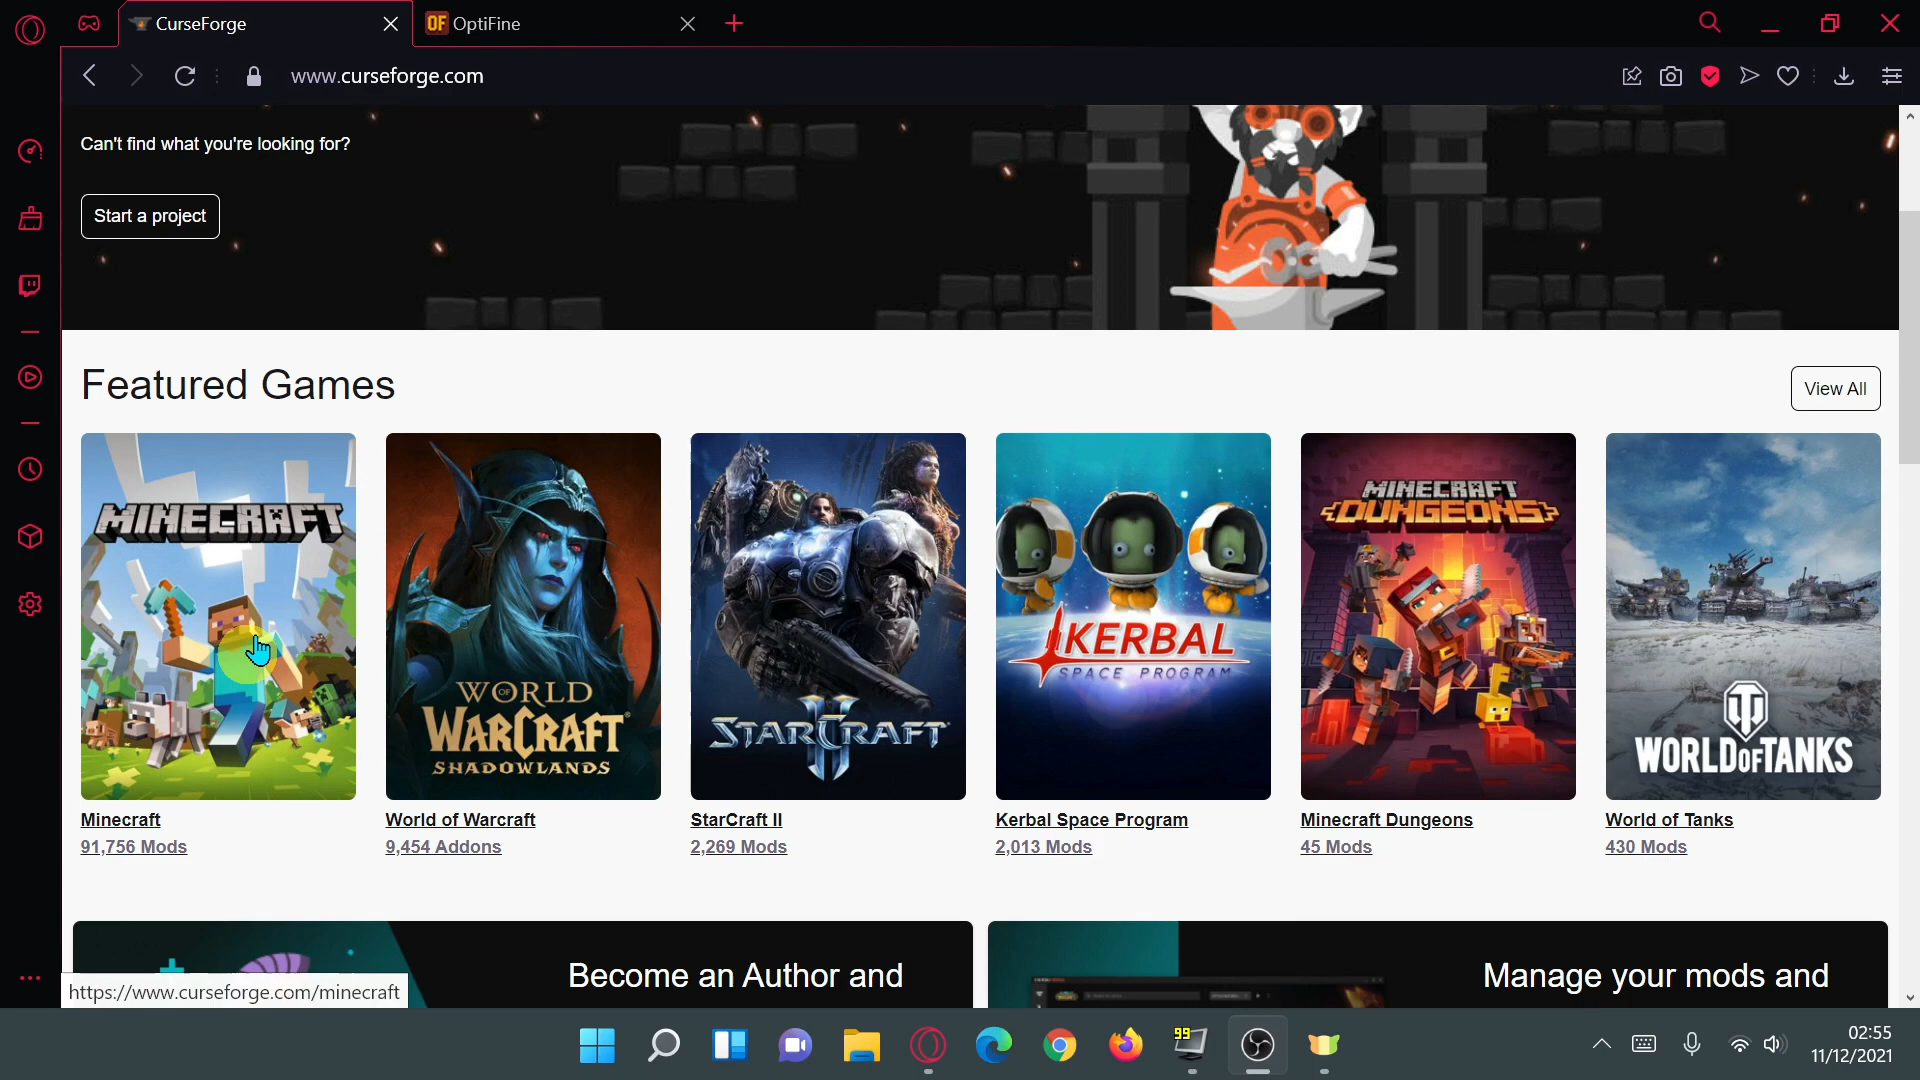 CurseForge
OF OptiFine
www.curseforge.com
Can't find what you're looking for?
Start a project
Featured Games
View All
MINECRAFT
WORLD OF WARCRAFT
SHADOWLANDS
STARCRAFT
II
KERBAL
SPACE PROGRAM
MINECRAFT
DUNGEONS
WORLD OF TANKS
Minecraft
91,756 Mods
World of Warcraft
9,454 Addons
StarCraft II
2,269 Mods
Kerbal Space Program
2,013 Mods
Minecraft Dungeons
45 Mods
World of Tanks
430 Mods
Become an Author and
Manage your mods and
https://www.curseforge.com/minecraft
99
02:55
11/12/2021